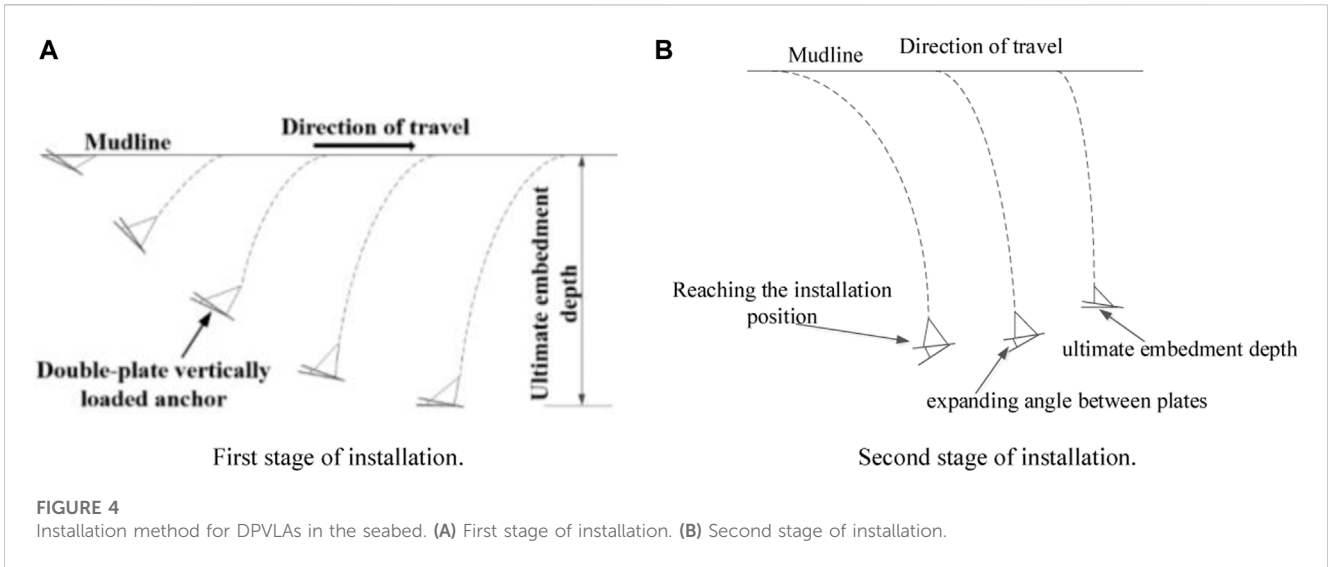 A
Mudline
Direction of travel
Ultimate embedment
depth
Double-plate vertically
loaded anchor
First stage of installation.
B
Mudline
Direction of travel
Reaching the installation
position
ultimate embedment depth
expanding angle between plates
Second stage of installation.
FIGURE 4
Installation method for DPVLAs in the seabed. (A) First stage of installation. (B) Second stage of installation.